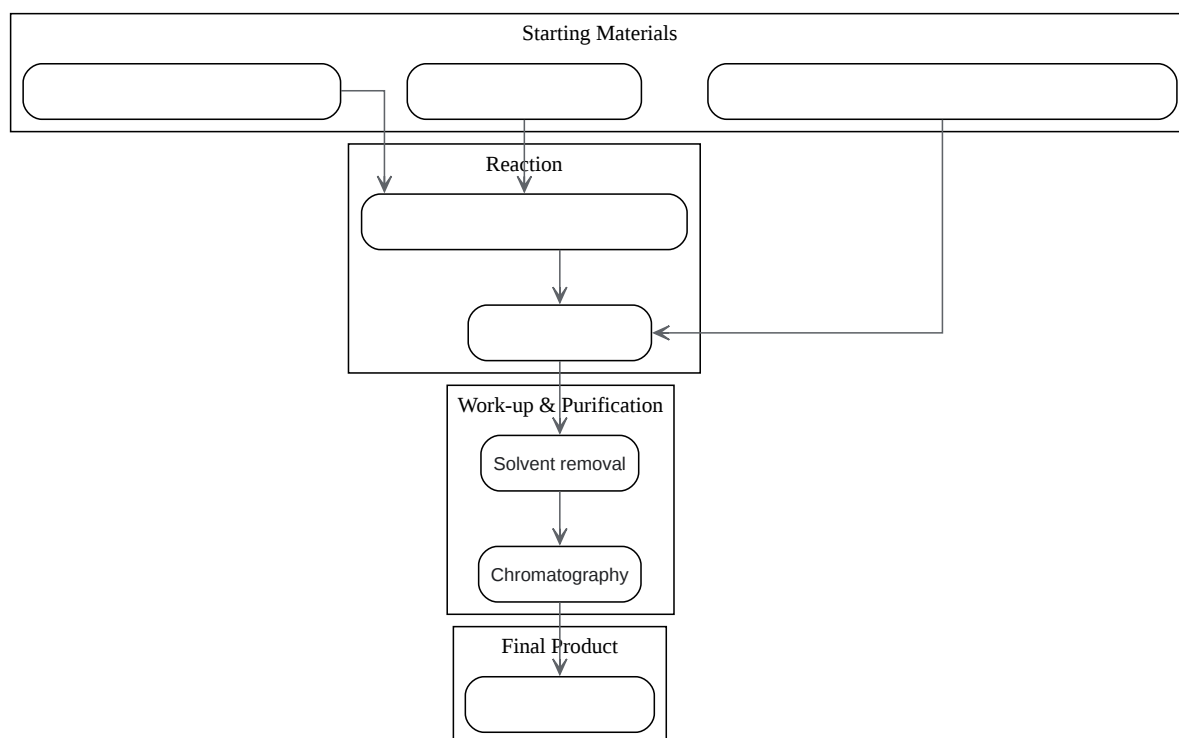 Starting Materials
Reaction
Work-up & Purification
Solvent removal
Chromatography
Final Product